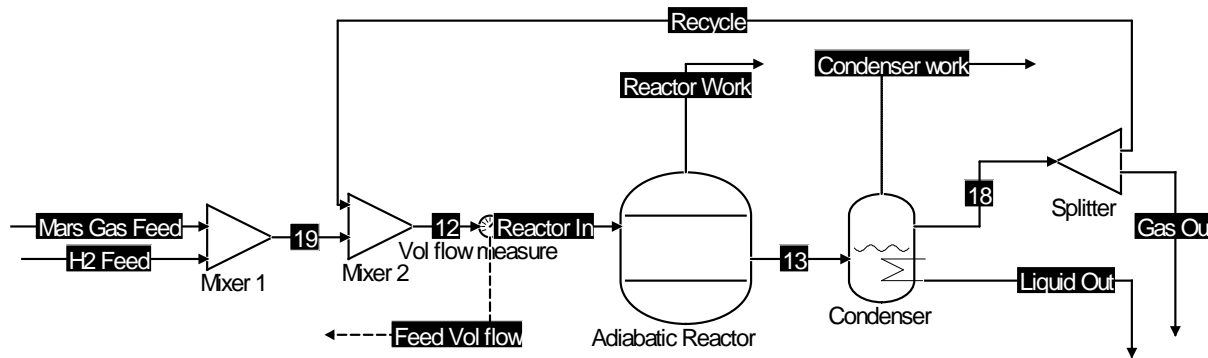 Recycle
Condenser work
Reactor Work
18
Splitter
Mars Gas Feed
H2 Feed
19
12
Reactor In
Vol flow measure
Mixer 1
Mixer 2
13
Gas Ou
Liquid Out
Feed Vol flow
Adiabatic Reactor
Condenser